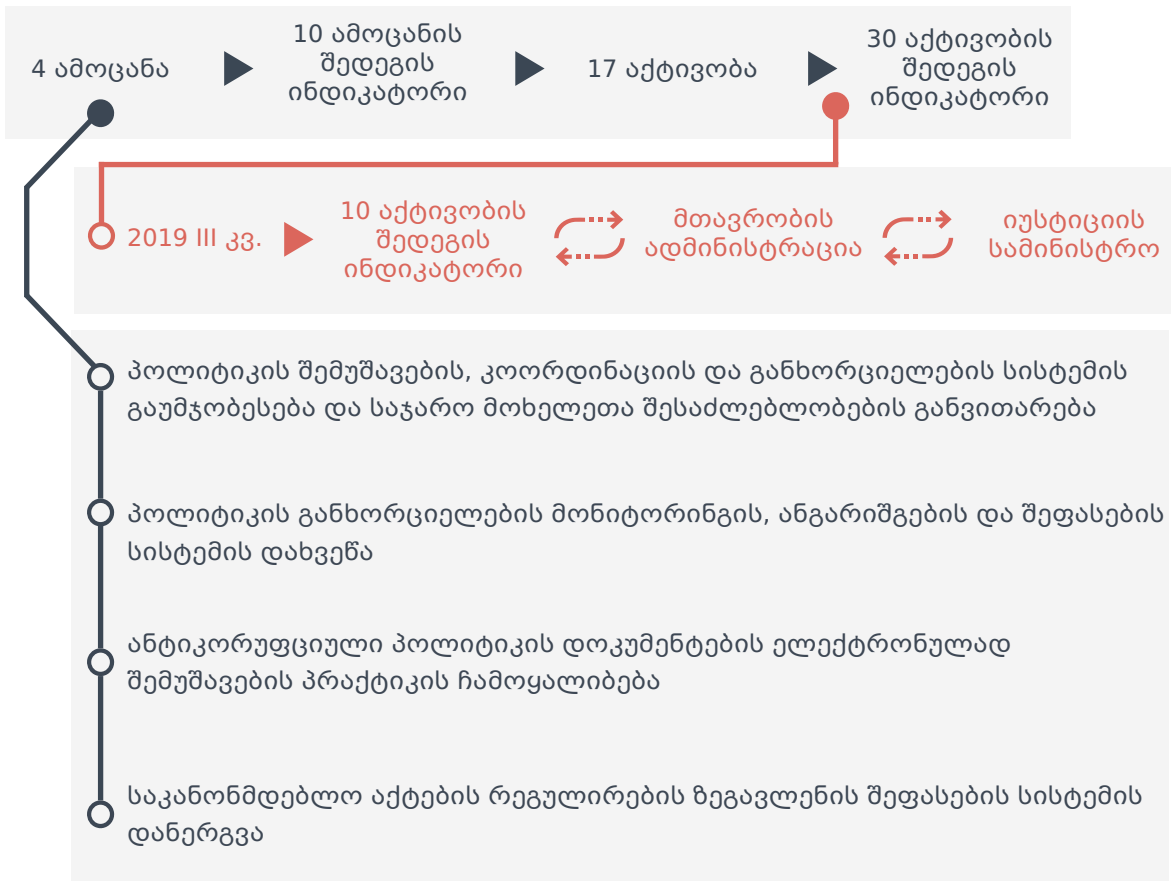 4 ამოცანა
10 ამოცანის
შედეგის
ინდიკატორი
17 აქტივობა
30 აქტივობის
შედეგის
ინდიკატორი
2019 III კვ.
10 აქტივობის
შედეგის
ინდიკატორი
მთავრობის
ადმინისტრაცია
იუსტიციის
სამინისტრო
პოლიტიკის შემუშავების, კოორდინაციის და განხორციელების სისტემის
გაუმჯობესება და საჯარო მოხელეთა შესაძლებლობების განვითარება
პოლიტიკის განხორციელების მონიტორინგის, ანგარიშგების და შეფასების
სისტემის დახვეწა
ანტიკორუფციული პოლიტიკის დოკუმენტების ელექტრონულად
შემუშავების პრაქტიკის ჩამოყალიბება
საკანონმდებლო აქტების რეგულირების ზეგავლენის შეფასების სისტემის
დანერგვა